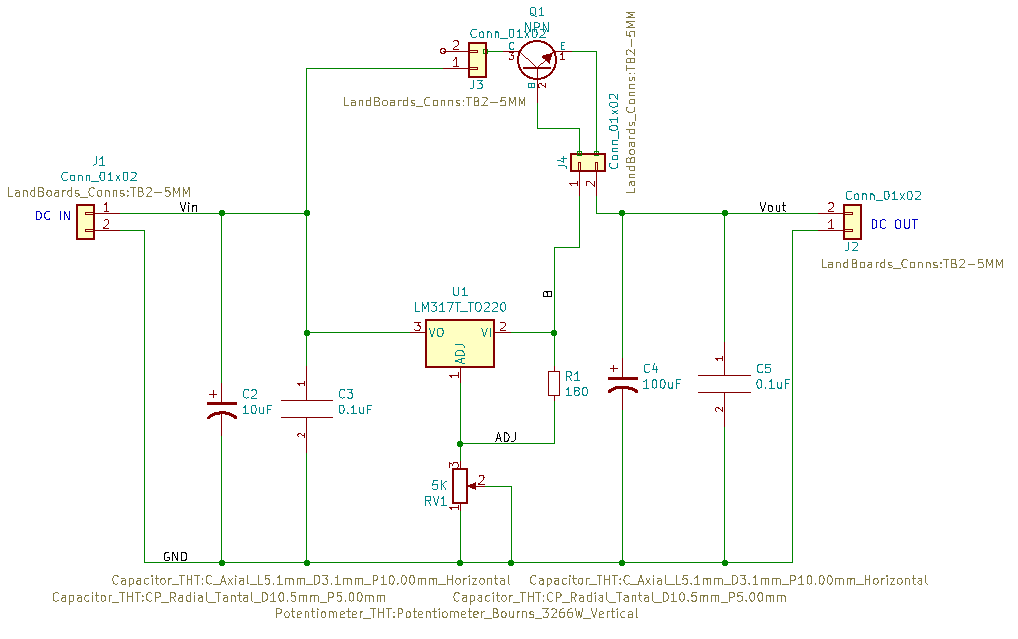 Q1
NPN
Conn_01x02
2
1
J3
C
3
E
1
B
2
LandBoards_Conns:TB2-5MM
LandBoards_Conns:TB2-5MM
Conn_01x02
J4
1
2
J1
Conn_01x02
LandBoards_Conns:TB2-5MM
DC IN
1
2
Vin
Vout
Conn_01x02
2
1
DC OUT
J2
LandBoards_Conns:TB2-5MM
B
U1
LM317T_TO220
3
VO
VI
2
ADJ
1
R1
180
C2
10uF
1
C3
0.1uF
2
C4
100uF
1
C5
0.1uF
2
ADJ
3
5K
2
RV1
1
GND
Capacitor_THT:C_Axial_L5.1mm_D3.1mm_P10.00mm_Horizontal
Capacitor_THT:C_Axial_L5.1mm_D3.1mm_P10.00mm_Horizontal
Capacitor_THT:CP_Radial_Tantal_D10.5mm_P5.00mm
Capacitor_THT:CP_Radial_Tantal_D10.5mm_P5.00mm
Potentiometer_THT:Potentiometer_Bourns_3266W_Vertical